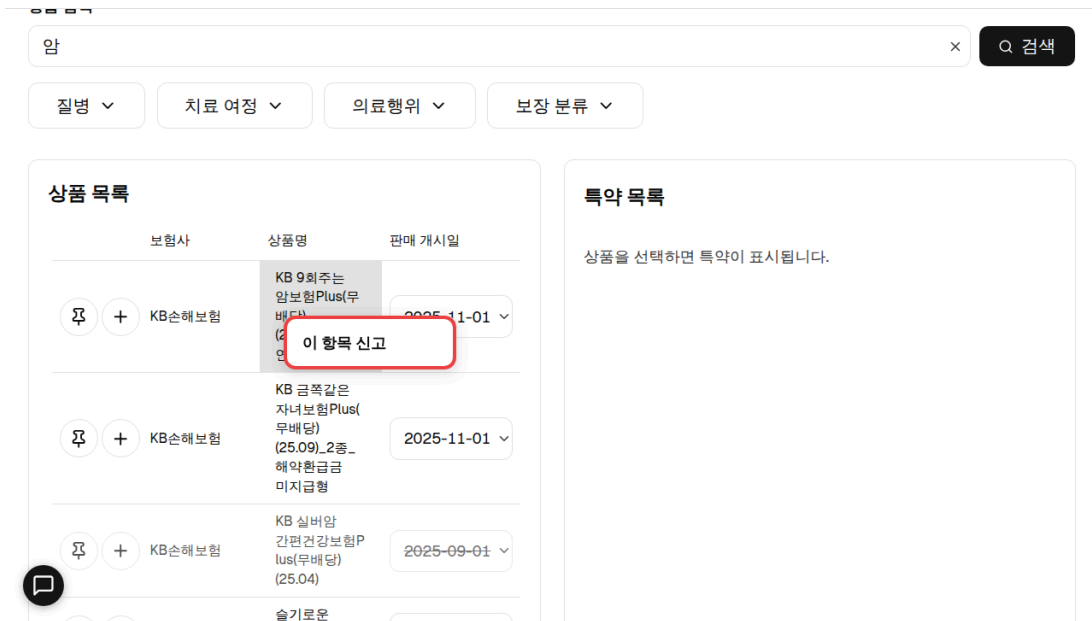 암
검색
질병
치료 여정
의료행위
보장 분류
상품 목록
보험사
상품명
판매 개시일
KB손해보험
KB 9회주는
암보험Plus(무
배당)
2025-11-01
이 항목 신고
KB손해보험
KB 금쪽같은
자녀보험Plus(
무배당)
(25.09)_2종_
해약환급금
미지급형
2025-11-01
KB손해보험
KB 실버암
간편건강보험P
lus(무배당)
(25.04)
2025-09-01
슬기로운
특약 목록
상품을 선택하면 특약이 표시됩니다.